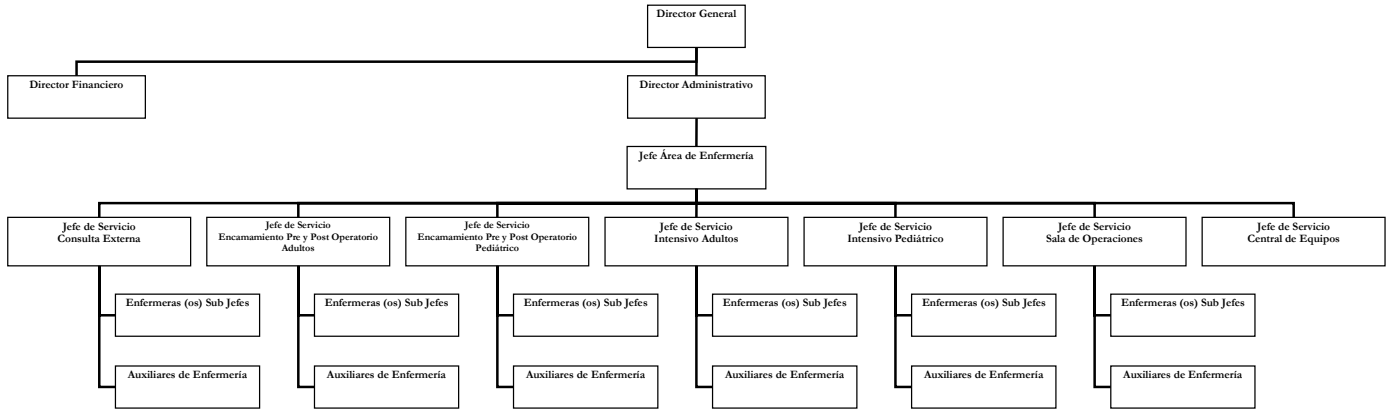 Director General
Director Financiero
Director Administrativo
Jefe Área de Enfermería
Jefe de Servicio
Consulta Externa
Jefe de Servicio
Encamamiento Pre y Post Operatorio
Adultos
Jefe de Servicio
Encamamiento Pre y Post Operatorio
Pediátrico
Jefe de Servicio
Intensivo Adultos
Jefe de Servicio
Intensivo Pediátrico
Jefe de Servicio
Sala de Operaciones
Jefe de Servicio
Central de Equipos
Enfermeras (os) Sub Jefes
Enfermeras (os) Sub Jefes
Enfermeras (os) Sub Jefes
Enfermeras (os) Sub Jefes
Enfermeras (os) Sub Jefes
Enfermeras (os) Sub Jefes
Auxiliares de Enfermería
Auxiliares de Enfermería
Auxiliares de Enfermería
Auxiliares de Enfermería
Auxiliares de Enfermería
Auxiliares de Enfermería